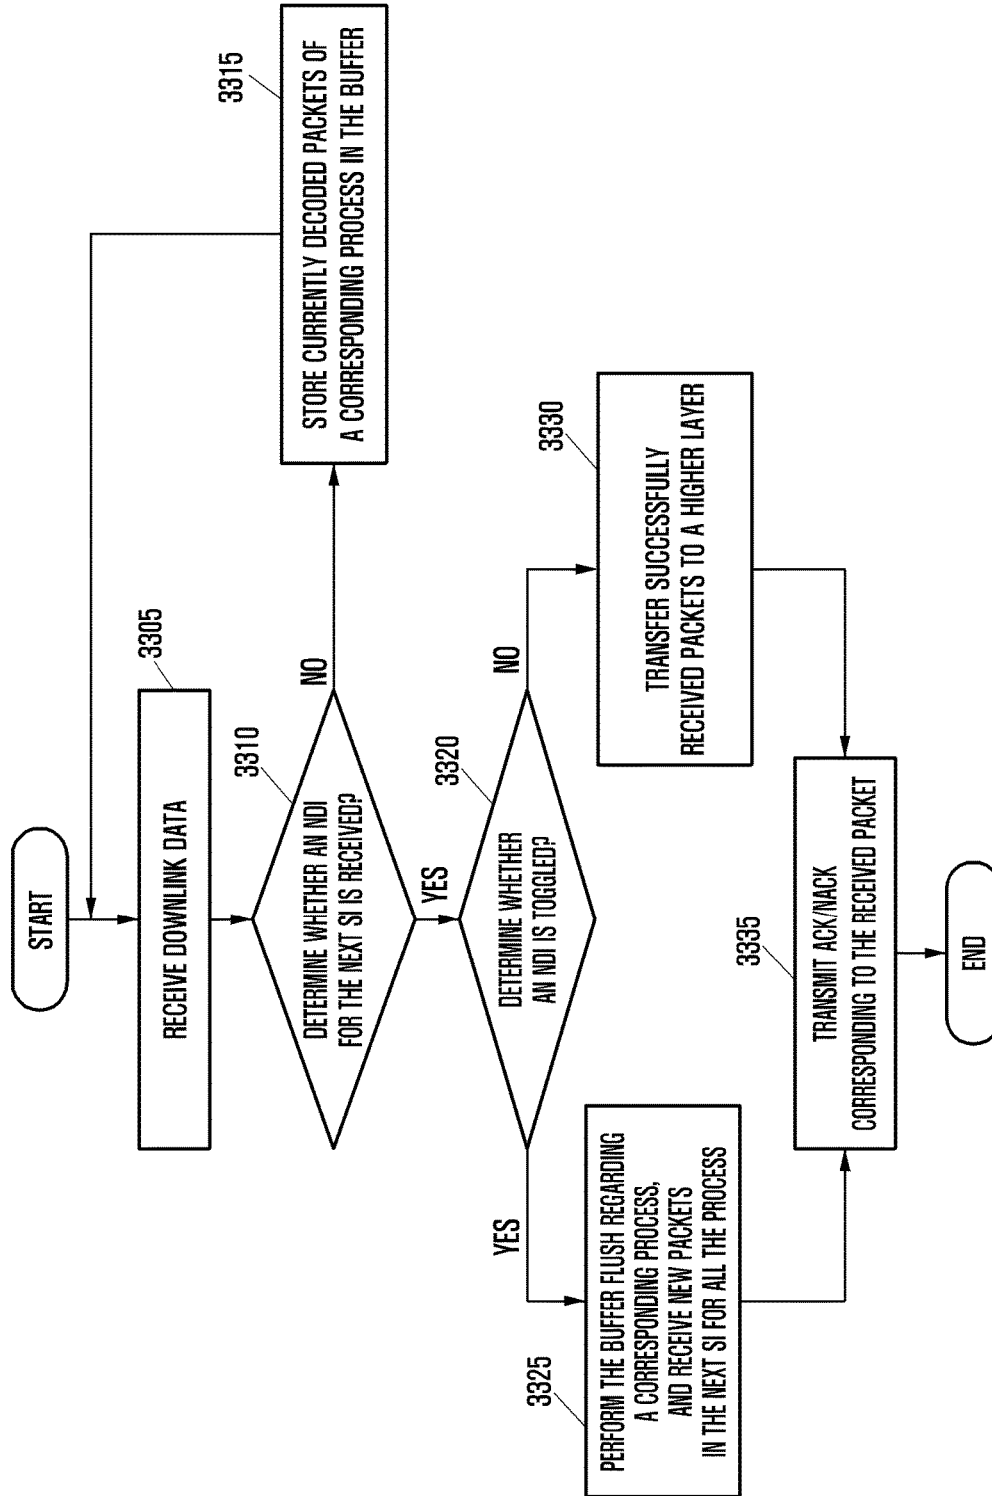 START
3305
RECEIVE DOWNLINK DATA
3310
DETERMINE WHETHER AN NDI
FOR THE NEXT SI IS RECEIVED?
NO
3315
STORE CURRENTLY DECODED PACKETS OF
A CORRESPONDING PROCESS IN THE BUFFER
YES
3320
DETERMINE WHETHER
AN NDI IS TOGGLED?
YES
NO
3325
PERFORM THE BUFFER FLUSH REGARDING
A CORRESPONDING PROCESS,
AND RECEIVE NEW PACKETS
IN THE NEXT SI FOR ALL THE PROCESS
3330
TRANSFER SUCCESSFULLY
RECEIVED PACKETS TO A HIGHER LAYER
3335
TRANSMIT ACK/NACK
CORRESPONDING TO THE RECEIVED PACKET
END